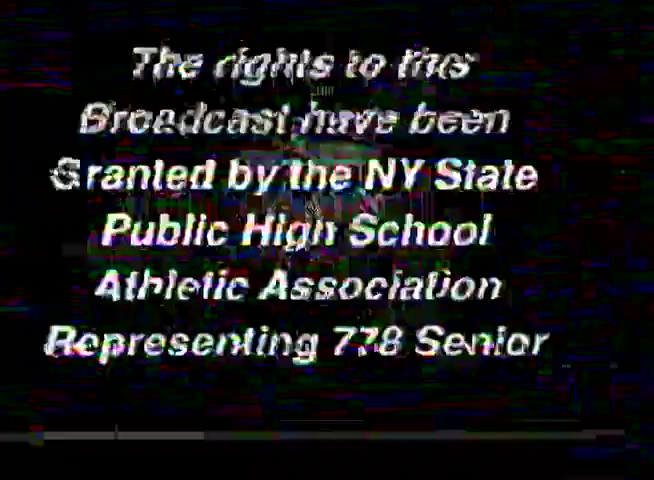 The rights to this
Broadcast have been
Granted by the NY State
Public High School
Athletic Association
Representing 778 Senior